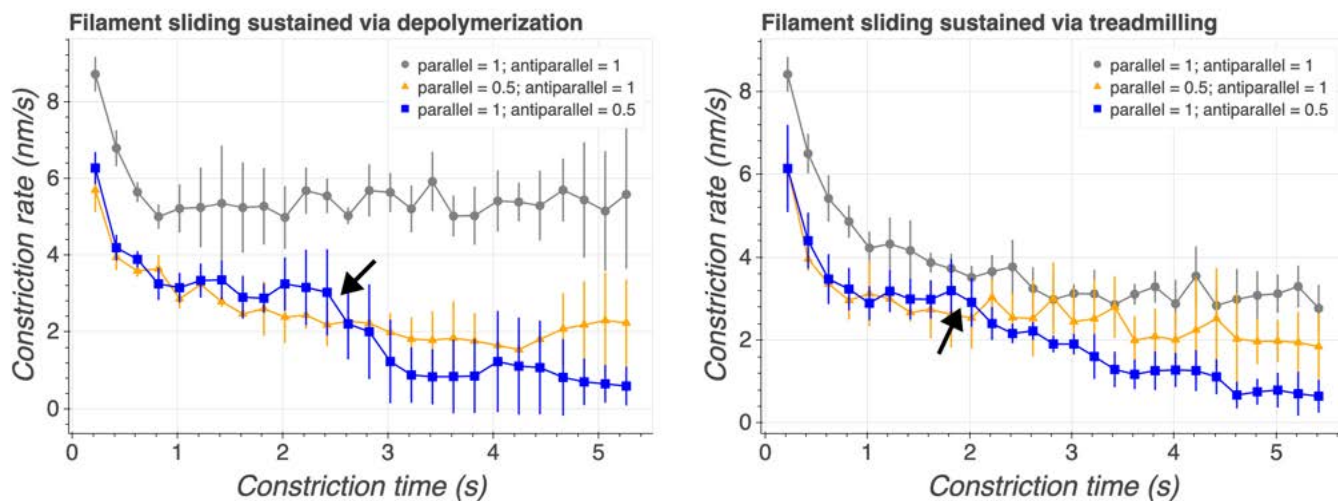 Filament sliding sustained via depolymerization
Constriction rate (nm/s)
8
6
4
2
0
parallel = 1; antiparallel = 1
parallel = 0.5; antiparallel = 1
parallel = 1; antiparallel = 0.5
0 1 2 3 4 5
Constriction time (s)
Filament sliding sustained via treadmilling
Constriction rate (nm/s)
8
6
4
2
0
parallel = 1; antiparallel = 1
parallel = 0.5; antiparallel = 1
parallel = 1; antiparallel = 0.5
0 1 2 3 4 5
Constriction time (s)